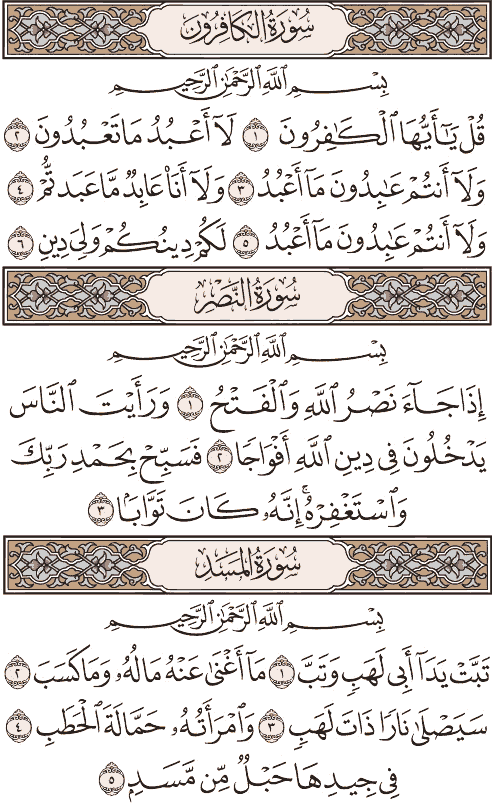 سُورَةُ الكَافِرُونَ
بِسْمِ ٱللَّهِ ٱلرَّحْمَٰنِ ٱلرَّحِيمِ
قُلْ يَٰٓأَيُّهَا ٱلْكَٰفِرُونَ ١ لَآ أَعْبُدُ مَا تَعْبُدُونَ ٢
وَلَآ أَنتُمْ عَٰبِدُونَ مَآ أَعْبُدُ ٣ وَلَآ أَنَا۠ عَابِدٌ مَّا عَبَدتُّمْ ٤
وَلَآ أَنتُمْ عَٰبِدُونَ مَآ أَعْبُدُ ٥ لَكُمْ دِينُكُمْ وَلِىَ دِينِ ٦
سُورَةُ النَّصْرِ
بِسْمِ ٱللَّهِ ٱلرَّحْمَٰنِ ٱلرَّحِيمِ
إِذَا جَآءَ نَصْرُ ٱللَّهِ وَٱلْفَتْحُ ١ وَرَأَيْتَ ٱلنَّاسَ
يَدْخُلُونَ فِى دِينِ ٱللَّهِ أَفْوَاجًا ٢ فَسَبِّحْ بِحَمْدِ رَبِّكَ
وَٱسْتَغْفِرْهُ ۚ إِنَّهُۥ كَانَ تَوَّابًۢا ٣
سُورَةُ المَسَدِ
بِسْمِ ٱللَّهِ ٱلرَّحْمَٰنِ ٱلرَّحِيمِ
تَبَّتْ يَدَآ أَبِى لَهَبٍ وَتَبَّ ١ مَآ أَغْنَىٰ عَنْهُ مَالُهُۥ وَمَا كَسَبَ ٢
سَيَصْلَىٰ نَارًا ذَاتَ لَهَبٍ ٣ وَٱمْرَأَتُهُۥ حَمَّالَةَ ٱلْحَطَبِ ٤
فِى جِيدِهَا حَبْلٌ مِّن مَّسَدٍۭ ٥